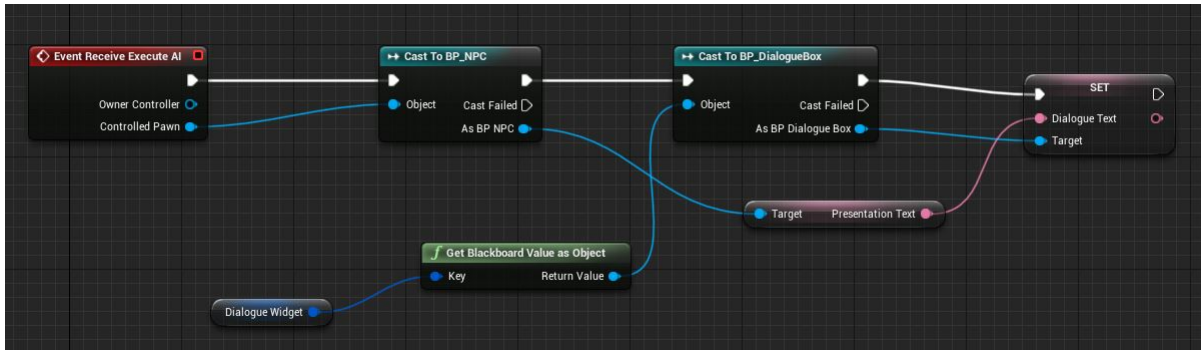 Event Receive Execute AI
Owner Controller
Controlled Pawn
Cast To BP_NPC
Object
Cast Failed
As BP NPC
Cast To BP_DialogueBox
Object
Cast Failed
As BP Dialogue Box
SET
Dialogue Text
Target
Target Presentation Text
f Get Blackboard Value as Object
Key Return Value
Dialogue Widget